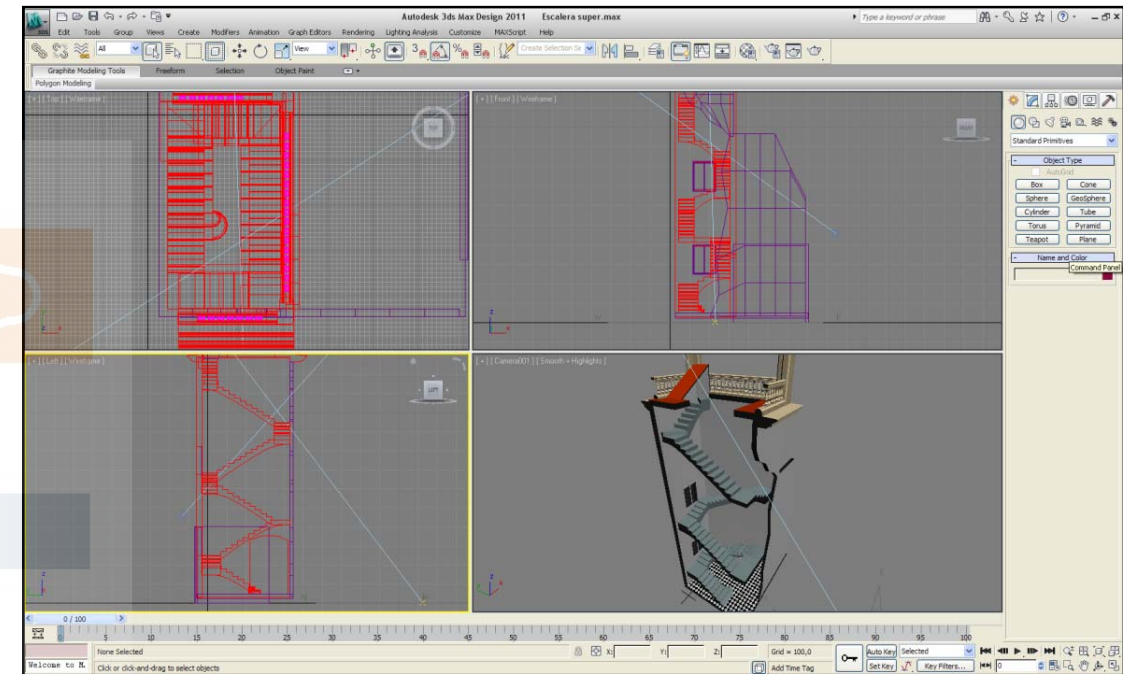 Autodesk 3ds Max Design 2011 Escalera super.max
Type a keyword or phrase
Edit Tools Group Views Create Modifiers Animation Graph Editors Rendering Lighting Analysis Customize MAXScript Help
All
View
3
Create Selection Se
Graphite Modeling Tools Freeform Selection Object Paint
Polygon Modeling
[ + ] [ Top ] [ Wireframe ]
TOP
[ + ] [ Front ] [ Wireframe ]
FRONT
Standard Primitives
- Object Type
AutoGrid
Box Cone
Sphere GeoSphere
Cylinder Tube
Torus Pyramid
Teapot Plane
- Name and Color
Command Panel
[ + ] [ Left ] [ Wireframe ]
LEFT
[ + ] [ Camera001 ] [ Smooth + Highlights ]
0 / 100
0 5 10 15 20 25 30 35 40 45 50 55 60 65 70 75 80 85 90 95 100
None Selected
X: Y: Z:
Grid = 100,0
Auto Key Selected
Welcome to M.
Click or click-and-drag to select objects
Add Time Tag
Set Key Key Filters... 0